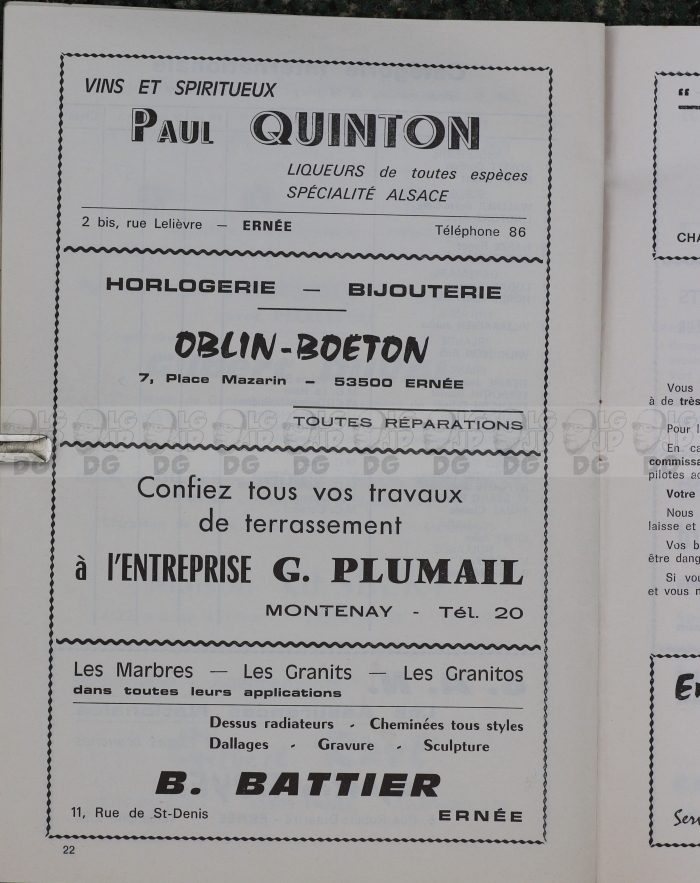 VINS ET SPIRITUEUX
PAUL QUINTON
LIQUEURS de toutes espèces
SPÉCIALITÉ ALSACE
2 bis, rue Lelièvre — ERNÉE Téléphone 86
HORLOGERIE — BIJOUTERIE
OBLIN-BOETON
7, Place Mazarin - 53500 ERNÉE
TOUTES RÉPARATIONS
Confiez tous vos travaux
de terrassement
à l'ENTREPRISE G. PLUMAIL
MONTENAY - Tél. 20
Les Marbres — Les Granits — Les Granitos
dans toutes leurs applications
Dessus radiateurs - Cheminées tous styles
Dallages - Gravure - Sculpture
B. BATTIER
11, Rue de St-Denis ERNÉE
22
“
CHA
Vous
à de très
Pour l
En ca
commissa
pilotes ac
Votre
Nous
laisse et
Vos b
être dang
Si vou
et vous n
Serv